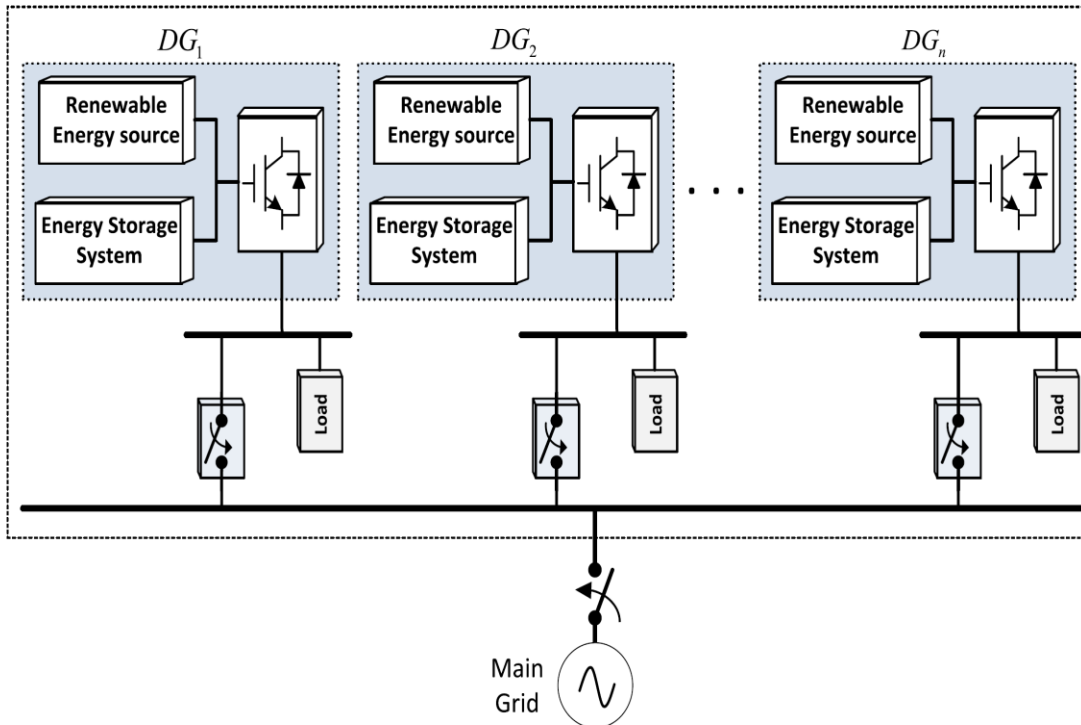 DG1
DG2
DGn
Renewable
Energy source
Renewable
Energy source
Renewable
Energy source
Energy Storage
System
Energy Storage
System
Energy Storage
System
. . .
Load
Load
Load
Main
Grid